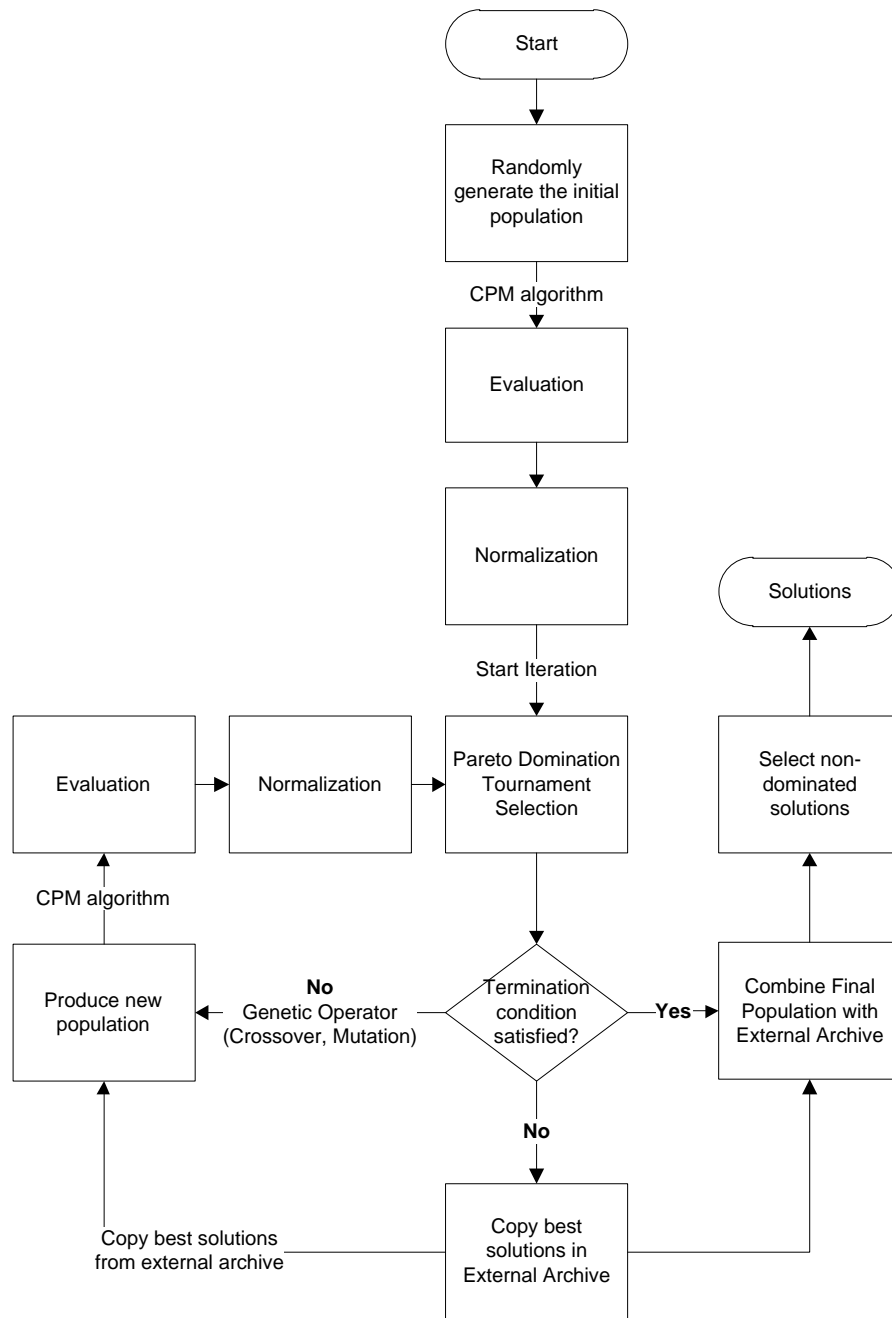 Start
Randomly
generate the initial
population
CPM algorithm
Evaluation
Normalization
Solutions
Start Iteration
Evaluation
Normalization
Pareto Domination
Tournament
Selection
Select non-
dominated
solutions
CPM algorithm
Produce new
population
No
Genetic Operator
(Crossover, Mutation)
Termination
condition
satisfied?
Yes
Combine Final
Population with
External Archive
No
Copy best solutions
from external archive
Copy best
solutions in
External Archive